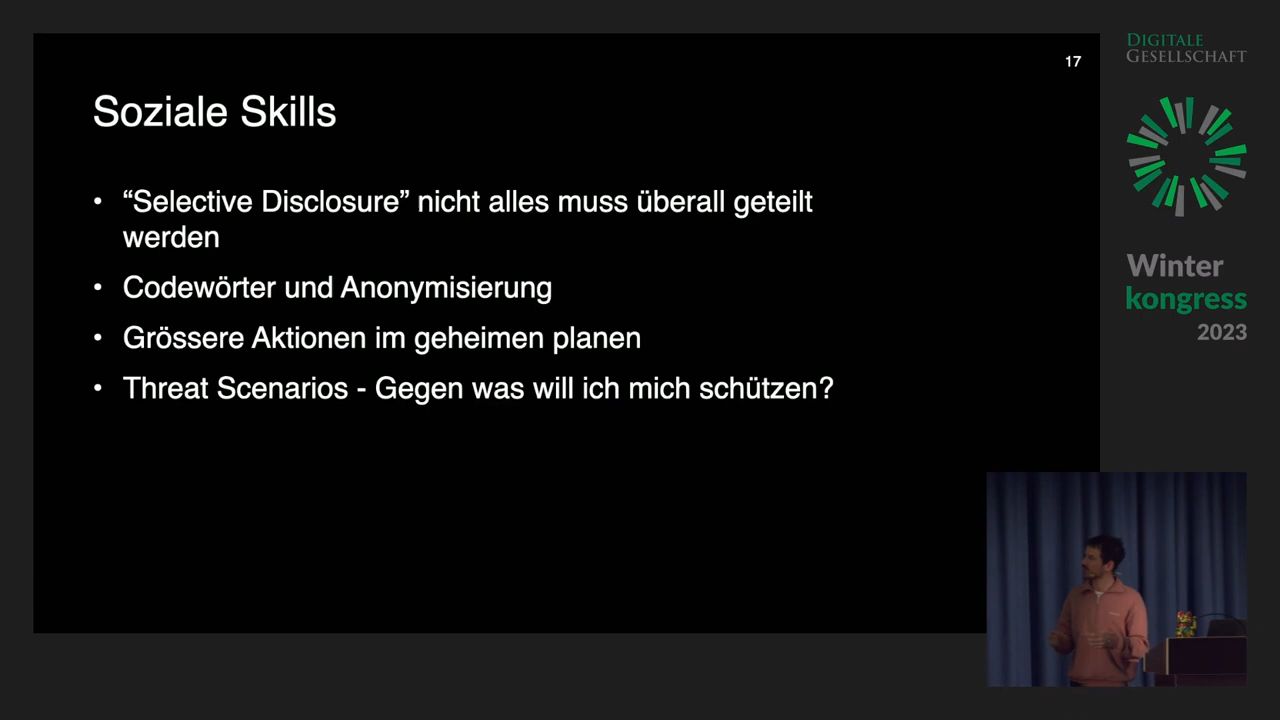 17
DIGITALE
GESELLSCHAFT
Soziale Skills
• “Selective Disclosure” nicht alles muss überall geteilt
werden
• Codewörter und Anonymisierung
• Grössere Aktionen im geheimen planen
• Threat Scenarios - Gegen was will ich mich schützen?
Winter
kongress
2023